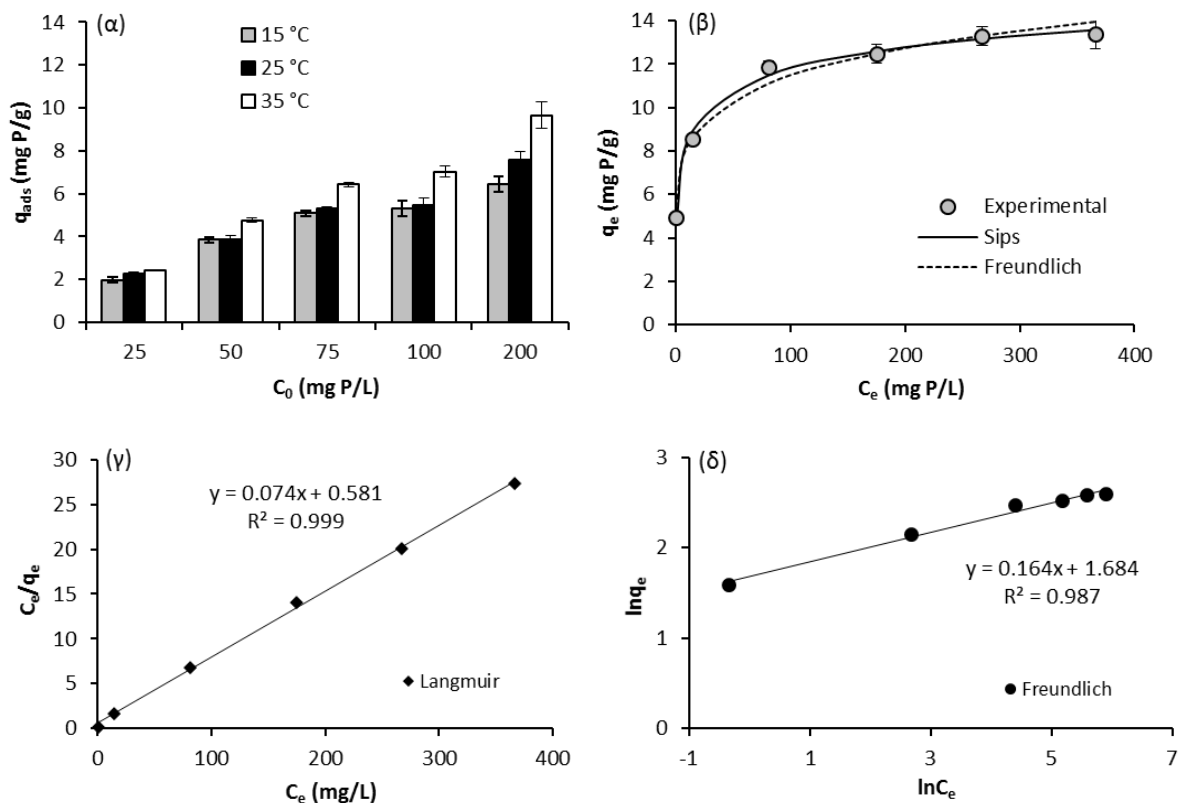 (α)
14
12
10
8
6
4
2
0
q_ads (mg P/g)
15 °C
25 °C
35 °C
25 50 75 100 200
C₀ (mg P/L)
(β)
14
12
10
8
6
4
2
0
qₑ (mg P/g)
Experimental
Sips
Freundlich
0 100 200 300 400
Cₑ (mg P/L)
(γ)
30
25
20
15
10
5
0
Cₑ/qₑ
y = 0.074x + 0.581
R² = 0.999
Langmuir
0 100 200 300 400
Cₑ (mg/L)
(δ)
3
2
1
0
lnqₑ
y = 0.164x + 1.684
R² = 0.987
Freundlich
-1 1 3 5 7
lnCₑ